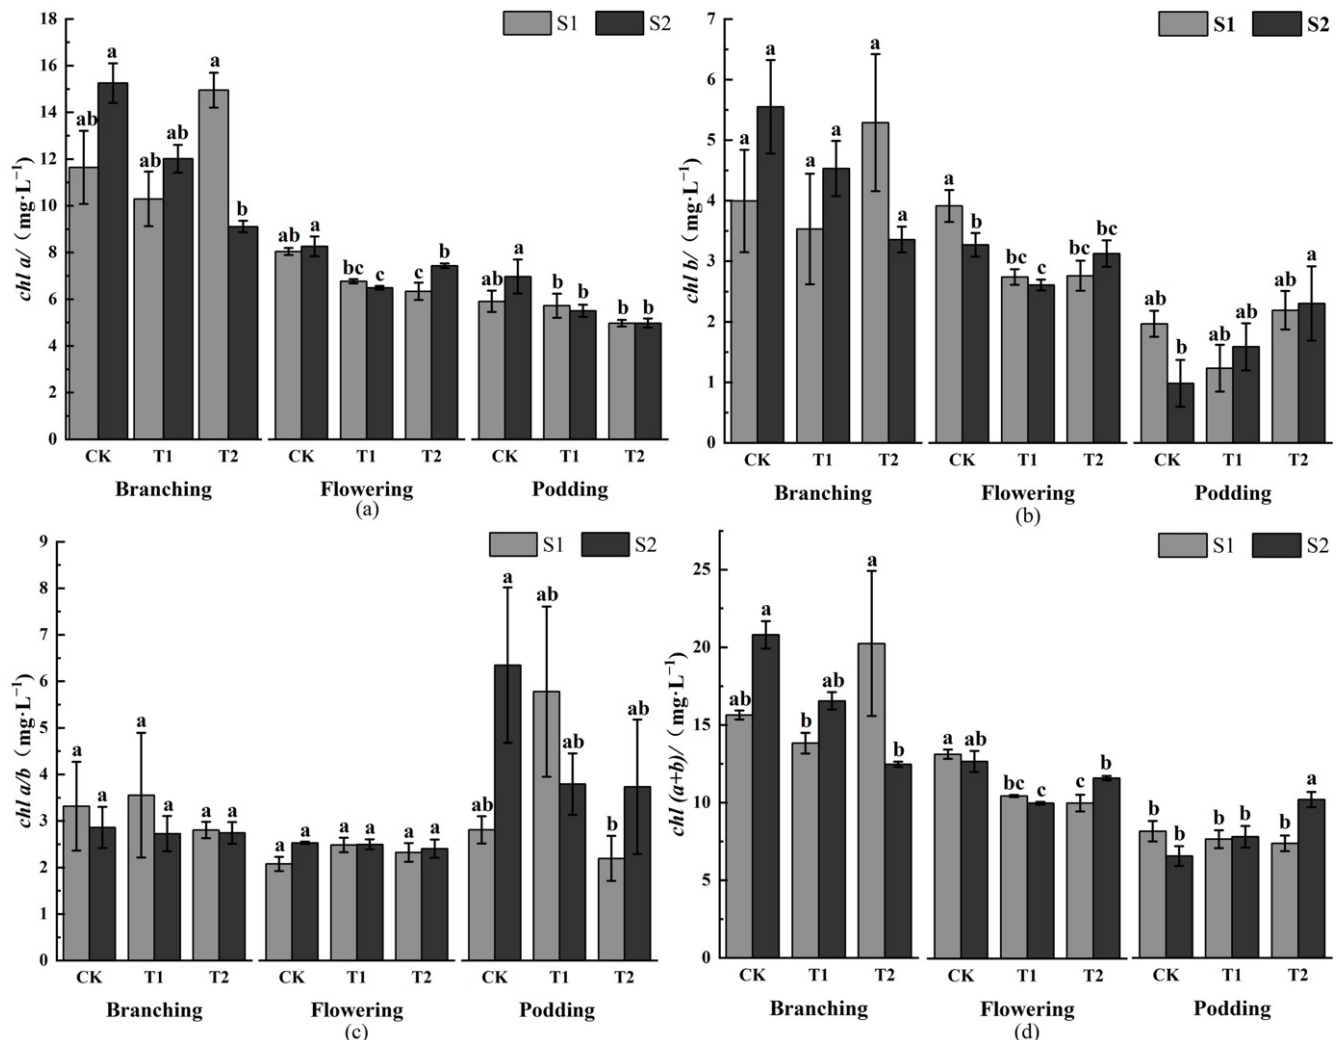 S1 S2
chl a/ (mg·L⁻¹)
18
16
14
12
10
8
6
4
2
0
ab a ab ab a b
ab a bc c c b
ab a b b b b
CK T1 T2 CK T1 T2 CK T1 T2
Branching Flowering Podding
(a)
S1 S2
chl b/ (mg·L⁻¹)
7
6
5
4
3
2
1
0
a a a a a a
a b bc c bc bc
ab b ab ab ab a
CK T1 T2 CK T1 T2 CK T1 T2
Branching Flowering Podding
(b)
S1 S2
chl a/b (mg·L⁻¹)
9
8
7
6
5
4
3
2
1
0
a a a a a a
a a a a a a
ab a ab ab b ab
CK T1 T2 CK T1 T2 CK T1 T2
Branching Flowering Podding
(c)
S1 S2
chl (a+b)/ (mg·L⁻¹)
25
20
15
10
5
0
ab a b ab a b
a ab bc c c b
b b b b b a
CK T1 T2 CK T1 T2 CK T1 T2
Branching Flowering Podding
(d)